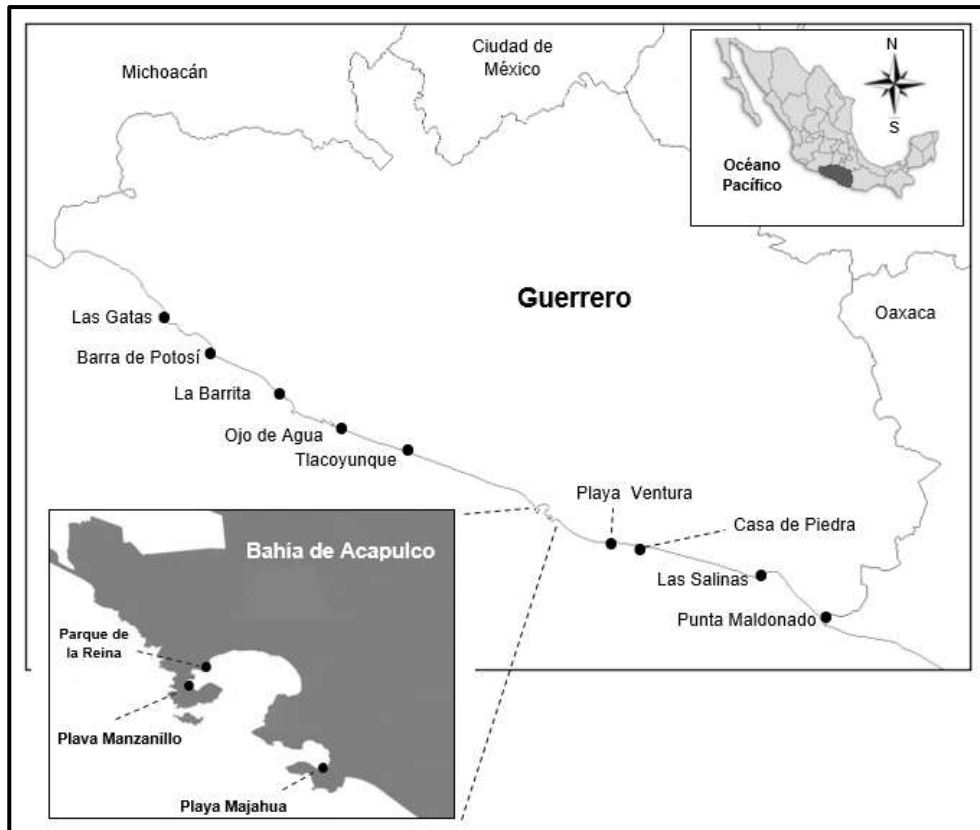 Michoacán
Ciudad de
México
N
S
Océano
Pacífico
Guerrero
Oaxaca
Las Gatas
Barra de Potosí
La Barrita
Ojo de Agua
Tlacoyunque
Playa Ventura
Casa de Piedra
Las Salinas
Punta Maldonado
Bahía de Acapulco
Parque de
la Reina
Plava Manzanillo
Playa Majahua